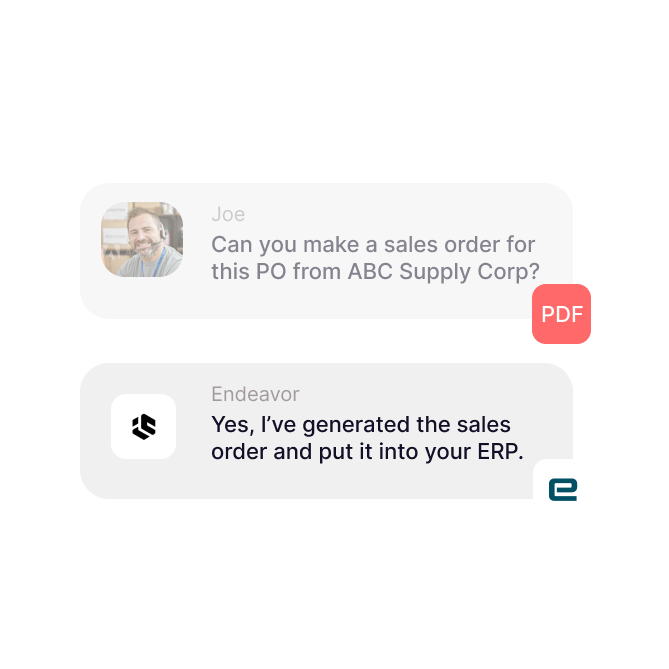 Joe
Can you make a sales order for
this PO from ABC Supply Corp?
PDF
Endeavor
Yes, I’ve generated the sales
order and put it into your ERP.